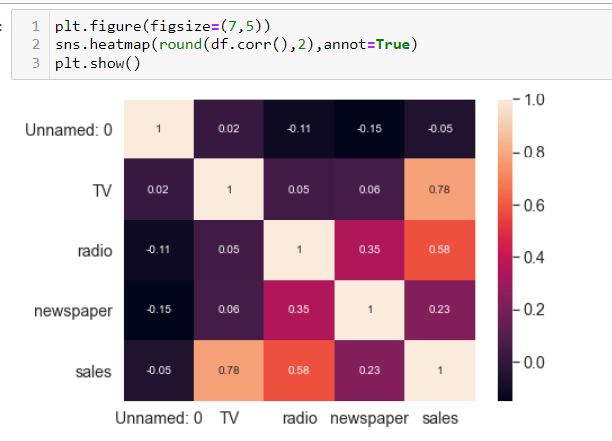 1 plt.figure(figsize=(7,5))
2 sns.heatmap(round(df.corr(),2),annot=True)
3 plt.show()
1.0
Unnamed: 0 1 0.02 -0.11 -0.15 -0.05
0.8
TV 0.02 1 0.05 0.06 0.78
0.6
radio -0.11 0.05 1 0.35 0.58
0.4
newspaper -0.15 0.06 0.35 1 0.23
0.2
sales -0.05 0.78 0.58 0.23 1
0.0
Unnamed: 0 TV radio newspaper sales